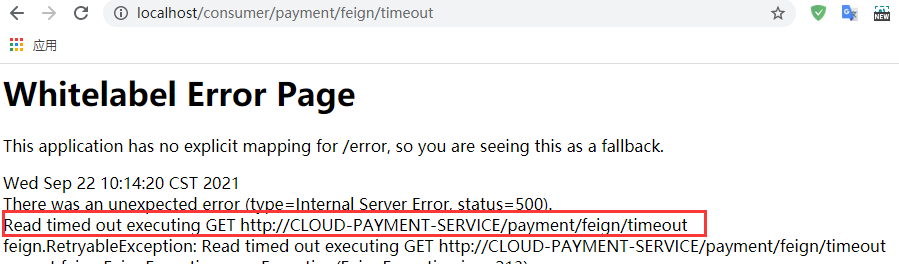 localhost/consumer/payment/feign/timeout
NEW
应用
Whitelabel Error Page
This application has no explicit mapping for /error, so you are seeing this as a fallback.
Wed Sep 22 10:14:20 CST 2021
There was an unexpected error (type=Internal Server Error, status=500).
Read timed out executing GET http://CLOUD-PAYMENT-SERVICE/payment/feign/timeout
feign.RetryableException: Read timed out executing GET http://CLOUD-PAYMENT-SERVICE/payment/feign/timeout